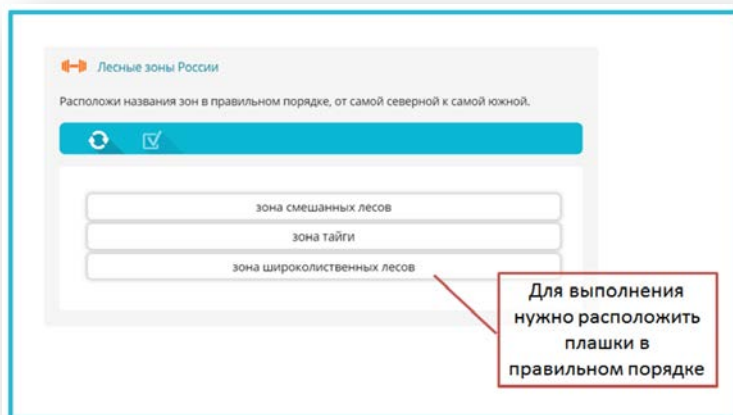 Лесные зоны России
Расположи названия зон в правильном порядке, от самой северной к самой южной.
зона смешанных лесов
зона тайги
зона широколиственных лесов
Для выполнения
нужно расположить
плашки в
правильном порядке